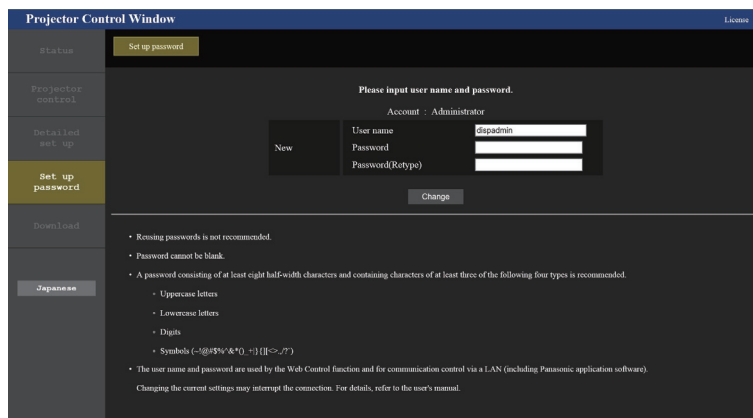 Projector Control Window
License
Status
Projector
control
Detailed
set up
Set up
password
Download
Japanese
Set up password
Please input user name and password.
Account : Administrator
New
User name
dispadmin
Password
Password(Retype)
Change
• Reusing passwords is not recommended.
• Password cannot be blank.
• A password consisting of at least eight half-width characters and containing characters of at least three of the following four types is recommended.
◦ Uppercase letters
◦ Lowercase letters
◦ Digits
◦ Symbols (~!@#$%^&*()_+|}{][<>.,/?`)
• The user name and password are used by the Web Control function and for communication control via a LAN (including Panasonic application software).
Changing the current settings may interrupt the connection. For details, refer to the user's manual.